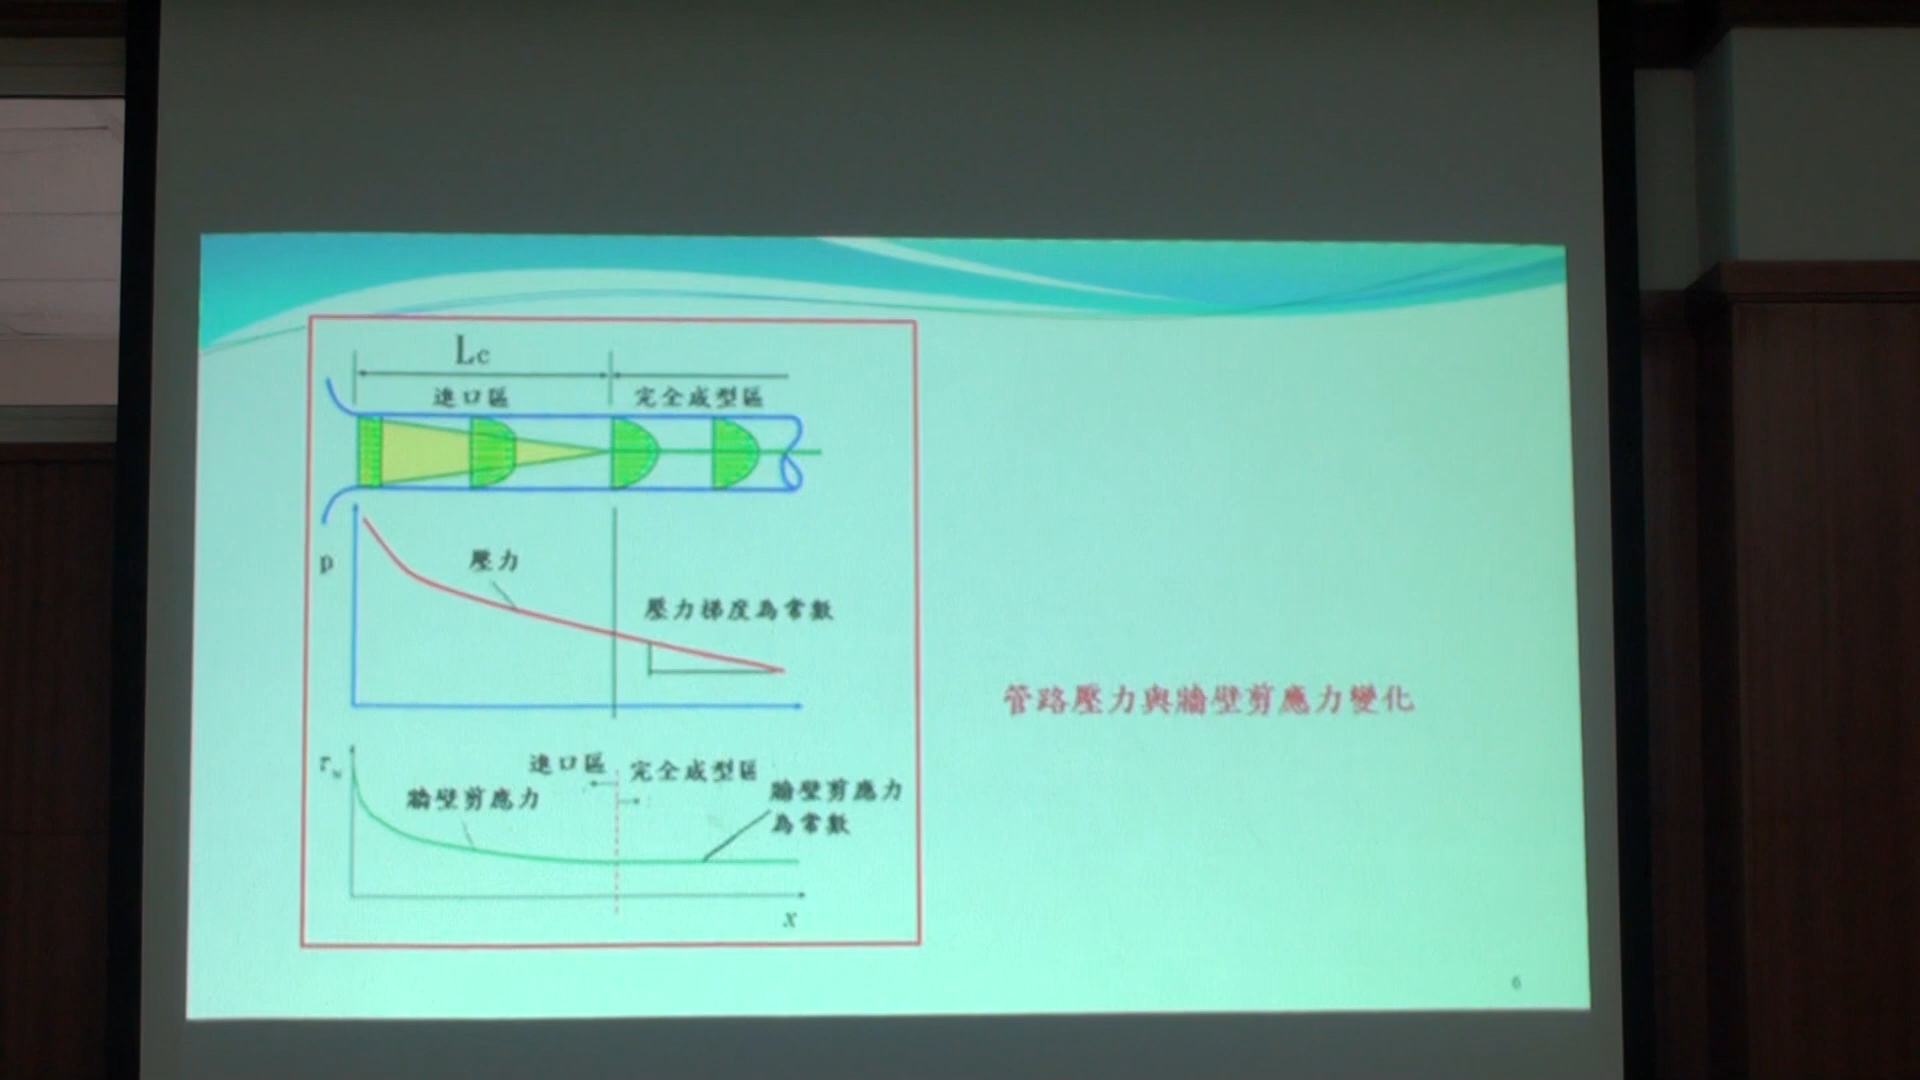 Lc
進口區
完全成型區
p
壓力
壓力梯度為常數
管路壓力與牆壁剪應力變化
τw
進口區
完全成型區
牆壁剪應力
牆壁剪應力
為常數
x
6